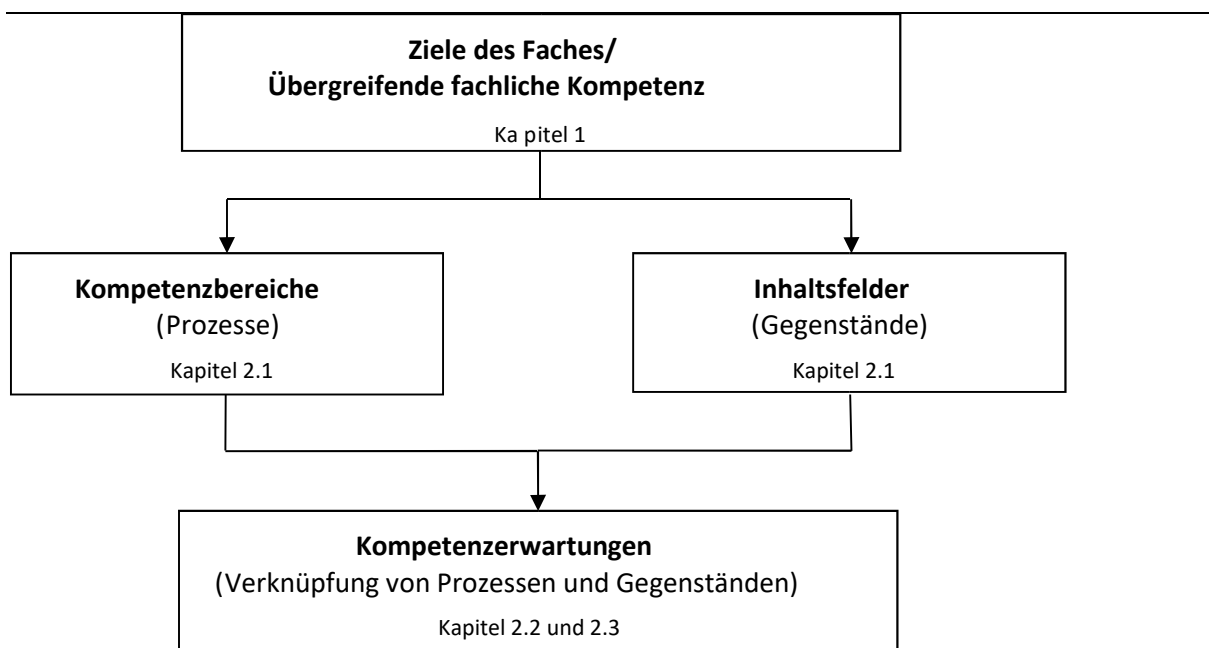 Ziele des Faches/
Übergreifende fachliche Kompetenz
Ka pitel 1
Kompetenzbereiche
(Prozesse)
Kapitel 2.1
Inhaltsfelder
(Gegenstände)
Kapitel 2.1
Kompetenzerwartungen
(Verknüpfung von Prozessen und Gegenständen)
Kapitel 2.2 und 2.3